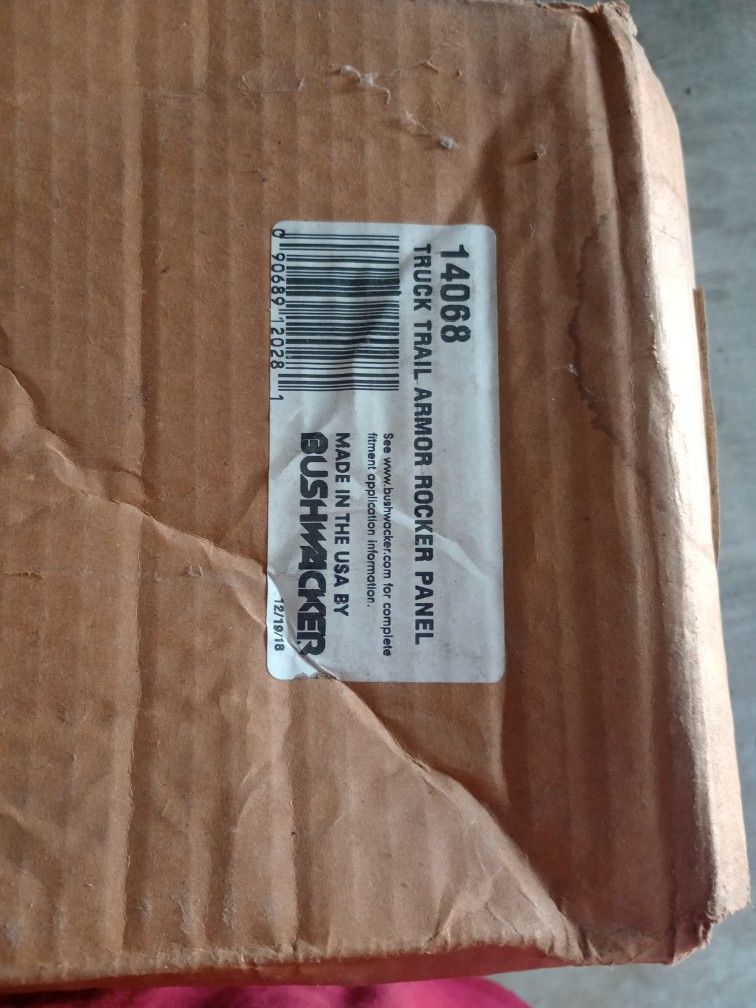 14068
TRUCK TRAIL ARMOR ROCKER PANEL
See www.bushwacker.com for complete
fitment application information.
0 90689 12028 1
MADE IN THE USA BY
BUSHWACKER
12/19/18